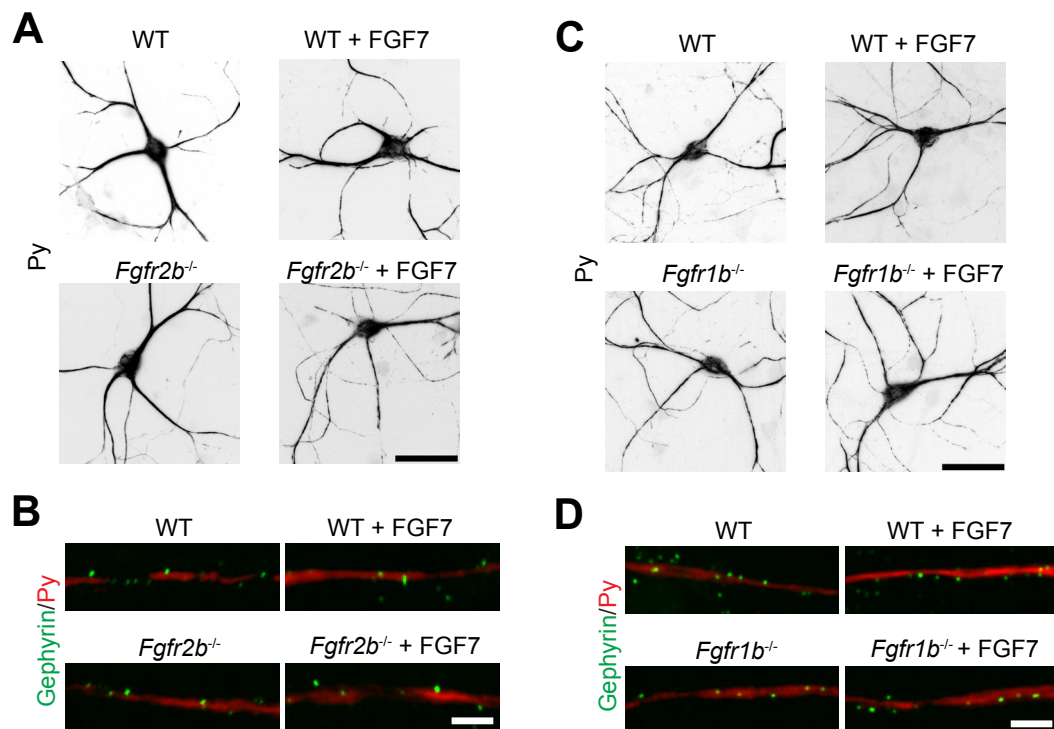 A
WT
WT + FGF7
Py
Fgfr2b-/-
Fgfr2b-/- + FGF7
B
WT
WT + FGF7
Gephyrin/Py
Fgfr2b-/-
Fgfr2b-/- + FGF7
C
WT
WT + FGF7
Py
Fgfr1b-/-
Fgfr1b-/- + FGF7
D
WT
WT + FGF7
Gephyrin/Py
Fgfr1b-/-
Fgfr1b-/- + FGF7